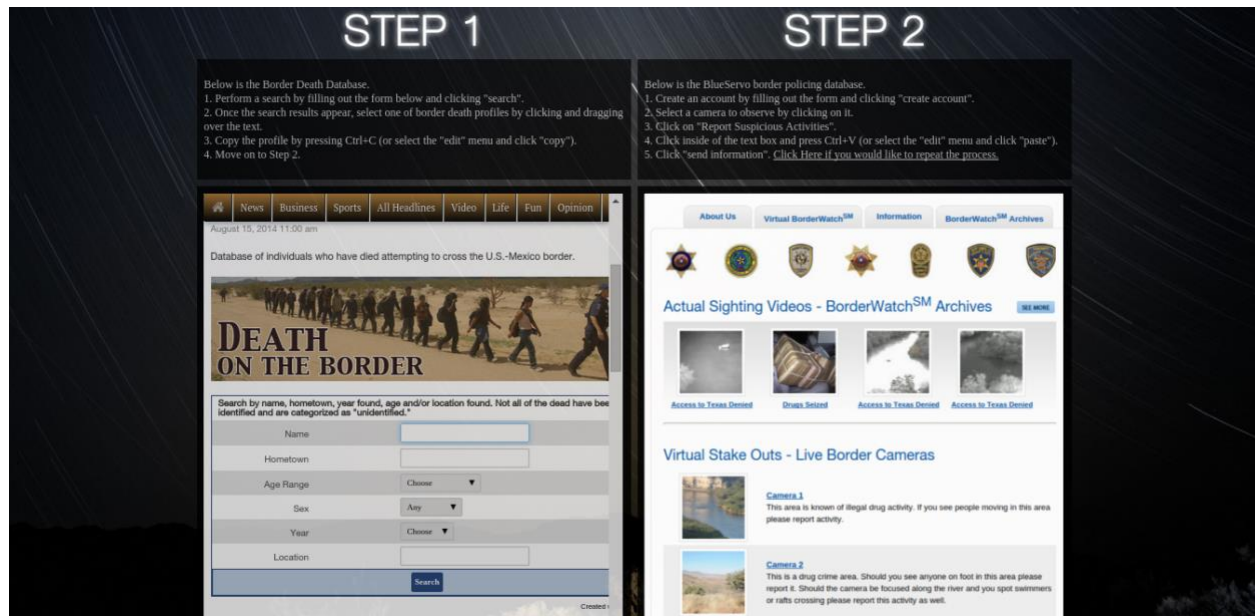 STEP 1
Below is the Border Death Database.
1. Perform a search by filling out the form below and clicking "search".
2. Once the search results appear, select one of border death profiles by clicking and dragging
over the text.
3. Copy the profile by pressing Ctrl+C (or select the "edit" menu and click "copy").
4. Move on to Step 2.
News Business Sports All Headlines Video Life Fun Opinion
August 15, 2014 11:00 am
Database of individuals who have died attempting to cross the U.S.-Mexico border.
DEATH
ON THE BORDER
Search by name, hometown, year found, age and/or location found. Not all of the dead have bee
identified and are categorized as "unidentified."
Name
Hometown
Age Range Choose
Sex Any
Year Choose
Location
Search
Created
STEP 2
Below is the BlueServo border policing database.
1. Create an account by filling out the form and clicking "create account".
2. Select a camera to observe by clicking on it.
3. Click on "Report Suspicious Activities".
4. Click inside of the text box and press Ctrl+V (or select the "edit" menu and click "paste").
5. Click "send information". Click Here if you would like to repeat the process.
About Us Virtual BorderWatch SM Information BorderWatch SM Archives
Actual Sighting Videos - BorderWatch SM Archives SEE MORE
Access to Texas Denied Drugs Seized Access to Texas Denied Access to Texas Denied
Virtual Stake Outs - Live Border Cameras
Camera 1
This area is known of illegal drug activity. If you see people moving in this area
please report activity.
Camera 2
This is a drug crime area. Should you see anyone on foot in this area please
report it. Should the camera be focused along the river and you spot swimmers
or rafts crossing please report this activity as well.